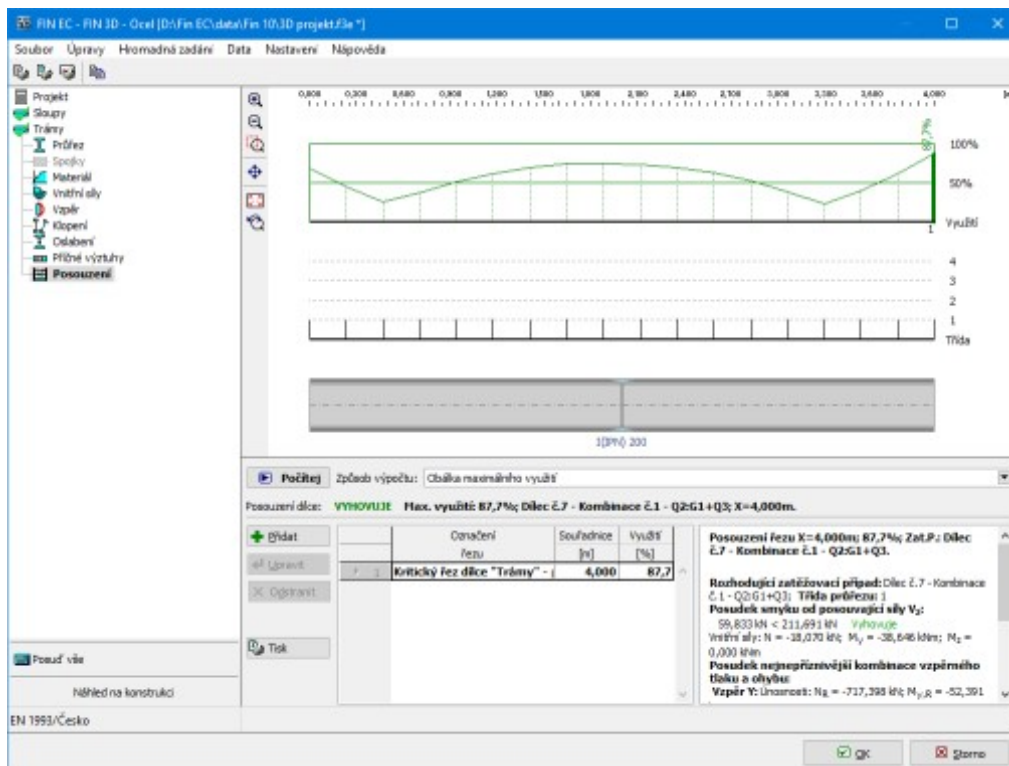 FIN EC - FIN 3D - Ocel [D:\Fin EC\data\Fin 10\3D projekt.f3e *]
Soubor Úpravy Hromadná zadání Data Nastavení Nápověda
Projekt
Sloupy
Trámy
Průřez
Spojky
Materiál
Vnitřní síly
Vzpěr
Klopení
Oslabení
Příčné výztuhy
Posouzení
87,7%
100%
50%
Využití
1
4
3
2
1
Třída
I(IPN) 200
Počítej Způsob výpočtu: Obálka maximálního využití
Posouzení dílce: VYHOVUJE Max. využití: 87,7%; Dílec č.7 - Kombinace č.1 - Q2:G1+Q3; X=4,000m.
Přidat
Upravit
Odstranit
Tisk
Označení Souřadnice Využití
řezu [m] [%]
1 Kritický řez dílce "Trámy" - 4,000 87,7
Posouzení řezu X=4,000m; 87,7%; Zat.P.: Dílec
č.7 - Kombinace č.1 - Q2:G1+Q3.
Rozhodující zatěžovací případ: Dílec č.7 - Kombinace
č.1 - Q2:G1+Q3; Třída průřezu: 1
Posudek smyku od posouvající síly Vz:
59,833 kN < 211,691 kN Vyhovuje
Vnitřní síly: N = -18,070 kN; My = -38,646 kNm; Mz =
0,000 kNm
Posudek nejnepříznivější kombinace vzpěrného
tlaku a ohybu:
Vzpěr Y: Únosnosti: NR = -717,398 kN; My,R = -52,391
Posuď vše
Náhled na konstrukci
EN 1993/Česko
OK Storno